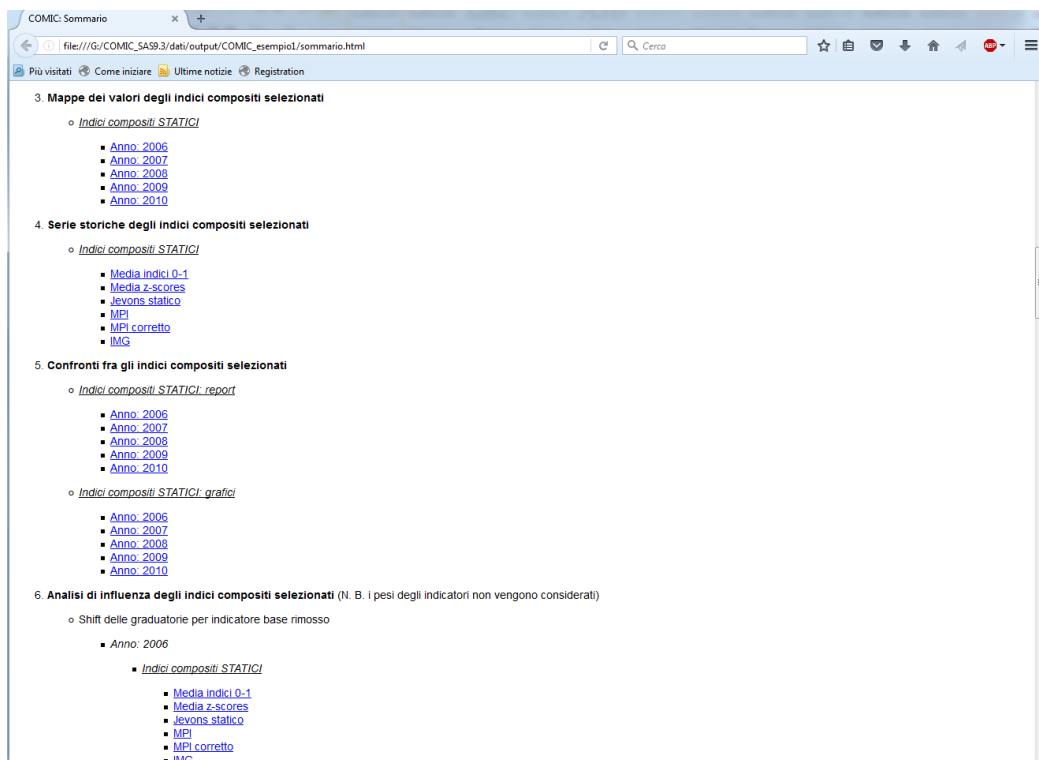 COMIC: Sommario
file:///G:/COMIC_SAS9.3/dati/output/COMIC_esempio1/sommario.html
Cerca
ABP
Più visitati Come iniziare Ultime notizie Registration
3. Mappe dei valori degli indici compositi selezionati
Indici compositi STATICI
Anno: 2006
Anno: 2007
Anno: 2008
Anno: 2009
Anno: 2010
4. Serie storiche degli indici compositi selezionati
Indici compositi STATICI
Media indici 0-1
Media z-scores
Jevons statico
MPI
MPI corretto
IMG
5. Confronti fra gli indici compositi selezionati
Indici compositi STATICI: report
Anno: 2006
Anno: 2007
Anno: 2008
Anno: 2009
Anno: 2010
Indici compositi STATICI: grafici
Anno: 2006
Anno: 2007
Anno: 2008
Anno: 2009
Anno: 2010
6. Analisi di influenza degli indici compositi selezionati (N. B. i pesi degli indicatori non vengono considerati)
Shift delle graduatorie per indicatore base rimosso
Anno: 2006
Indici compositi STATICI
Media indici 0-1
Media z-scores
Jevons statico
MPI
MPI corretto
IMG